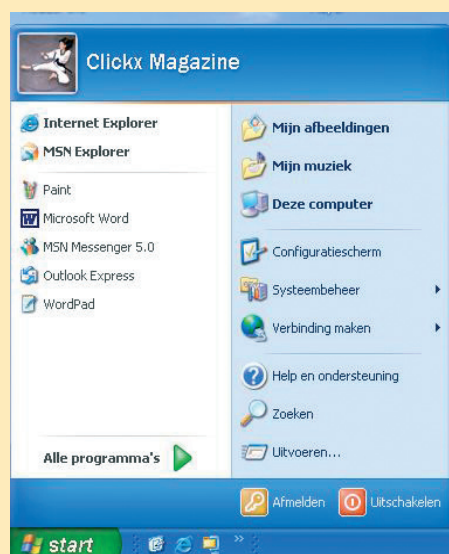 Clickx Magazine
Internet Explorer
MSN Explorer
Paint
Microsoft Word
MSN Messenger 5.0
Outlook Express
WordPad
Alle programma's
Mijn afbeeldingen
Mijn muziek
Deze computer
Configuratiescherm
Systeembeheer
Verbinding maken
Help en ondersteuning
Zoeken
Uitvoeren...
Afmelden
Uitschakelen
start